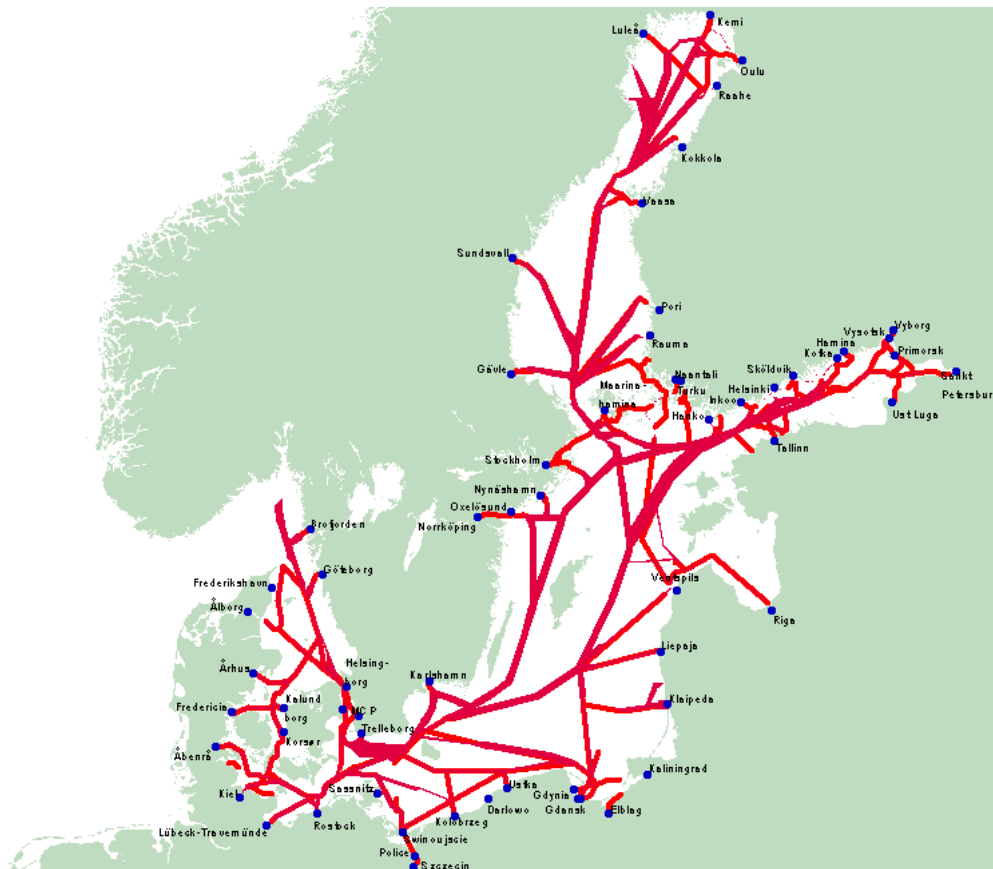 Kemi
Luleå
Oulu
Raahe
Kokkola
Vaasa
Sundsvall
Pori
Rauma
Vyborg
Vysotsk
Hamina
Kotka
Primorsk
Gävle
Naantali
Turku
Sköldvik
Sankt
Petersbur
Maarina-
hamina
Helsinki
Inkoo
Hanko
Ust Luga
Tallinn
Stockholm
Nynäshamn
Oxelösund
Norrköping
Brofjorden
Göteborg
Frederikshavn
Ålborg
Ventspils
Riga
Liepaja
Helsing-
borg
Århus
Karlshamn
Klaipeda
Fredericia
Kalund
borg
MCP
Trelleborg
Korsør
Åbenrå
Kaliningrad
Kiel
Sassnitz
Ustka
Gdynia
Darlowo
Gdansk
Elblag
Rostock
Kolobrzeg
Lübeck-Travemünde
Swinoujscie
Police
Szczecin